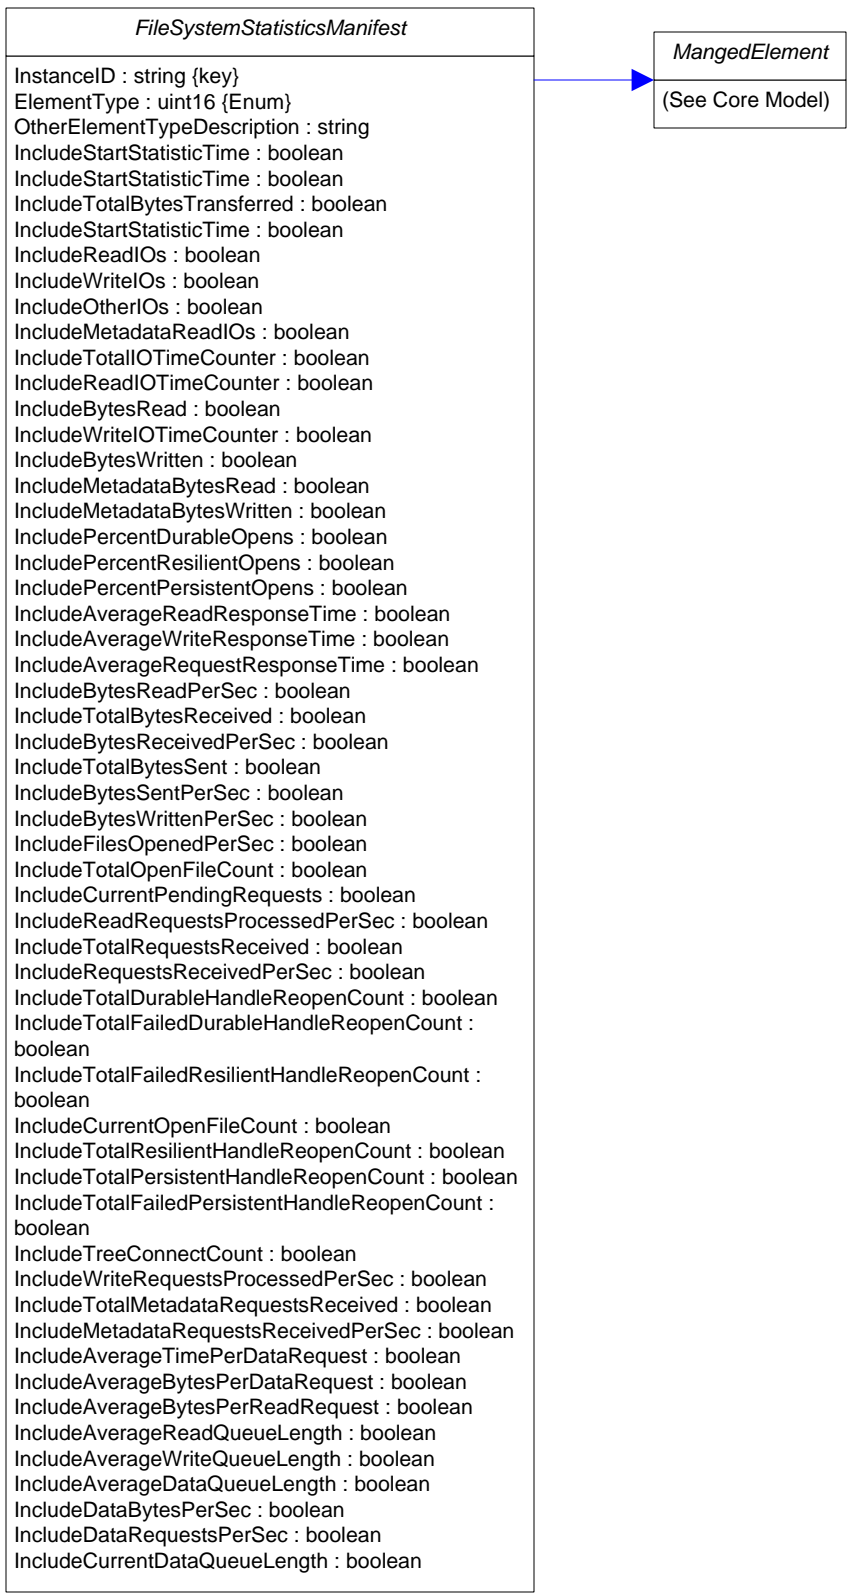 FileSystemStatisticsManifest
InstanceID : string {key}
ElementType : uint16 {Enum}
OtherElementTypeDescription : string
IncludeStartStatisticTime : boolean
IncludeStartStatisticTime : boolean
IncludeTotalBytesTransferred : boolean
IncludeStartStatisticTime : boolean
IncludeReadIOs : boolean
IncludeWriteIOs : boolean
IncludeOtherIOs : boolean
IncludeMetadataReadIOs : boolean
IncludeTotalIOTimeCounter : boolean
IncludeReadIOTimeCounter : boolean
IncludeBytesRead : boolean
IncludeWriteIOTimeCounter : boolean
IncludeBytesWritten : boolean
IncludeMetadataBytesRead : boolean
IncludeMetadataBytesWritten : boolean
IncludePercentDurableOpens : boolean
IncludePercentResilientOpens : boolean
IncludePercentPersistentOpens : boolean
IncludeAverageReadResponseTime : boolean
IncludeAverageWriteResponseTime : boolean
IncludeAverageRequestResponseTime : boolean
IncludeBytesReadPerSec : boolean
IncludeTotalBytesReceived : boolean
IncludeBytesReceivedPerSec : boolean
IncludeTotalBytesSent : boolean
IncludeBytesSentPerSec : boolean
IncludeBytesWrittenPerSec : boolean
IncludeFilesOpenedPerSec : boolean
IncludeTotalOpenFileCount : boolean
IncludeCurrentPendingRequests : boolean
IncludeReadRequestsProcessedPerSec : boolean
IncludeTotalRequestsReceived : boolean
IncludeRequestsReceivedPerSec : boolean
IncludeTotalDurableHandleReopenCount : boolean
IncludeTotalFailedDurableHandleReopenCount :
boolean
IncludeTotalFailedResilientHandleReopenCount :
boolean
IncludeCurrentOpenFileCount : boolean
IncludeTotalResilientHandleReopenCount : boolean
IncludeTotalPersistentHandleReopenCount : boolean
IncludeTotalFailedPersistentHandleReopenCount :
boolean
IncludeTreeConnectCount : boolean
IncludeWriteRequestsProcessedPerSec : boolean
IncludeTotalMetadataRequestsReceived : boolean
IncludeMetadataRequestsReceivedPerSec : boolean
IncludeAverageTimePerDataRequest : boolean
IncludeAverageBytesPerDataRequest : boolean
IncludeAverageBytesPerReadRequest : boolean
IncludeAverageReadQueueLength : boolean
IncludeAverageWriteQueueLength : boolean
IncludeAverageDataQueueLength : boolean
IncludeDataBytesPerSec : boolean
IncludeDataRequestsPerSec : boolean
IncludeCurrentDataQueueLength : boolean
MangedElement
(See Core Model)